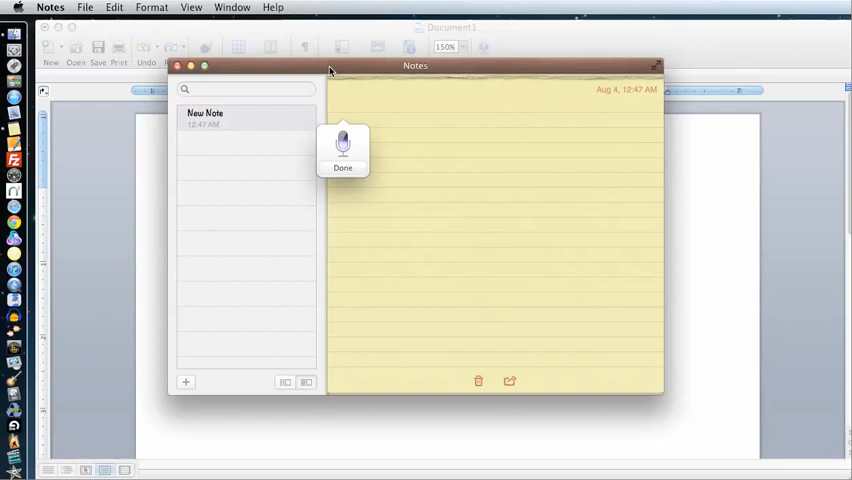 Notes File Edit Format View Window Help
Document1
New Open Save Print Undo Redo 150%
Notes
Aug 4, 12:47 AM
New Note
12:47 AM
Done